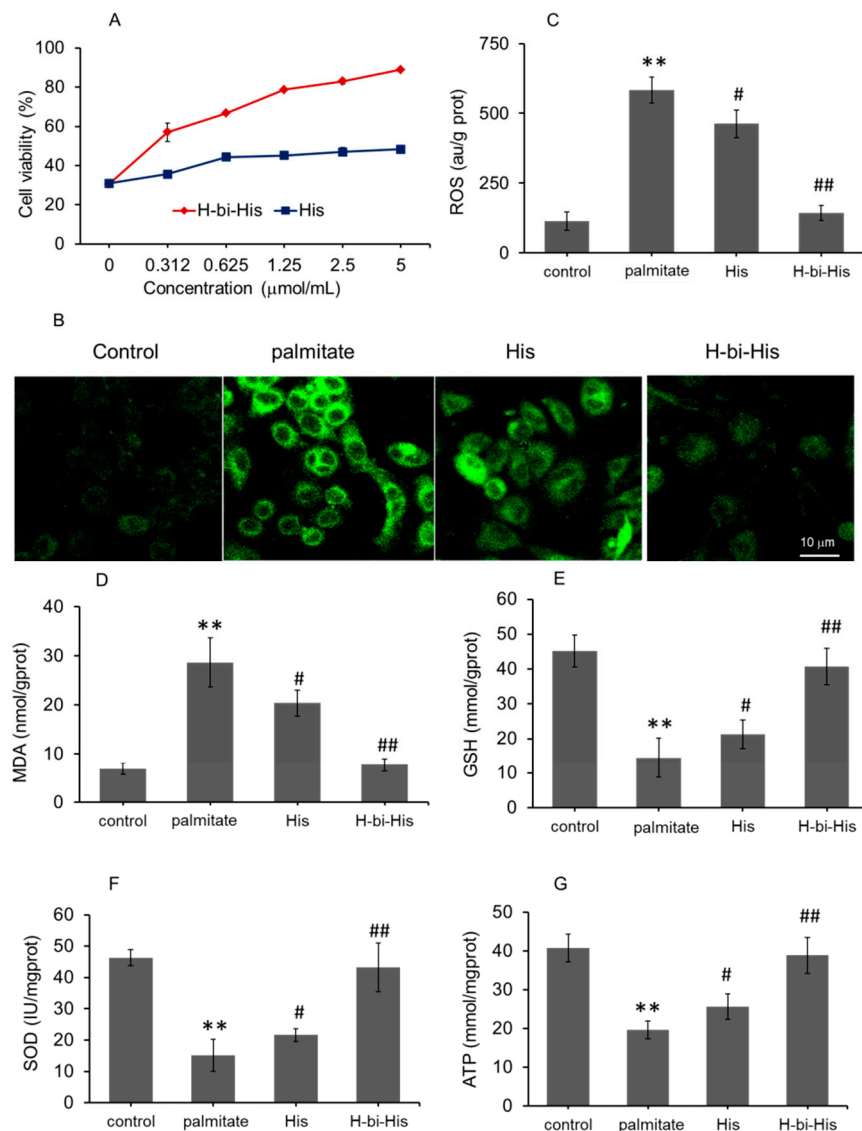 A
Cell viability (%)
100
80
60
40
20
0
H-bi-His
His
0 0.312 0.625 1.25 2.5 5
Concentration (μmol/mL)
C
ROS (au/g prot)
750
500
250
0
**
#
##
control palmitate His H-bi-His
B
Control palmitate His H-bi-His
10 μm
D
MDA (nmol/gprot)
40
30
20
10
0
**
#
##
control palmitate His H-bi-His
E
GSH (mmol/gprot)
60
50
40
30
20
10
0
**
#
##
control palmitate His H-bi-His
F
SOD (IU/mgprot)
60
50
40
30
20
10
0
**
#
##
control palmitate His H-bi-His
G
ATP (mmol/mgprot)
50
40
30
20
10
0
**
#
##
control palmitate His H-bi-His